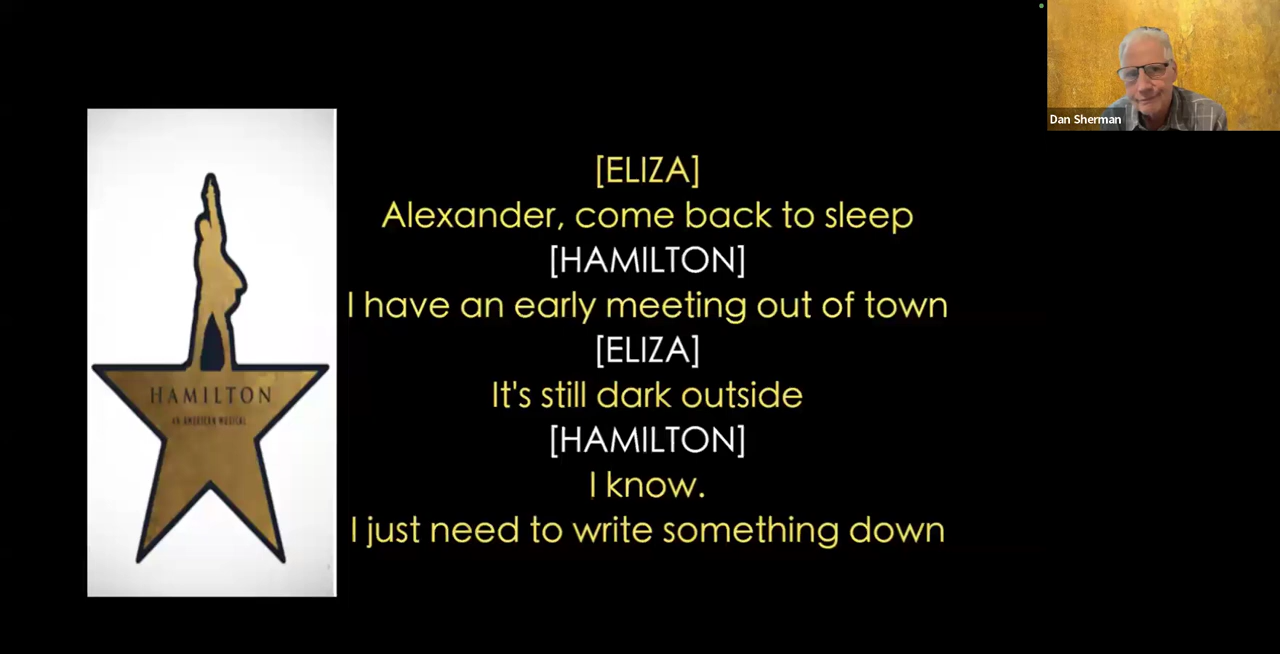 Dan Sherman
[ELIZA]
Alexander, come back to sleep
[HAMILTON]
I have an early meeting out of town
[ELIZA]
It's still dark outside
[HAMILTON]
I know.
I just need to write something down
HAMILTON
AN AMERICAN MUSICAL